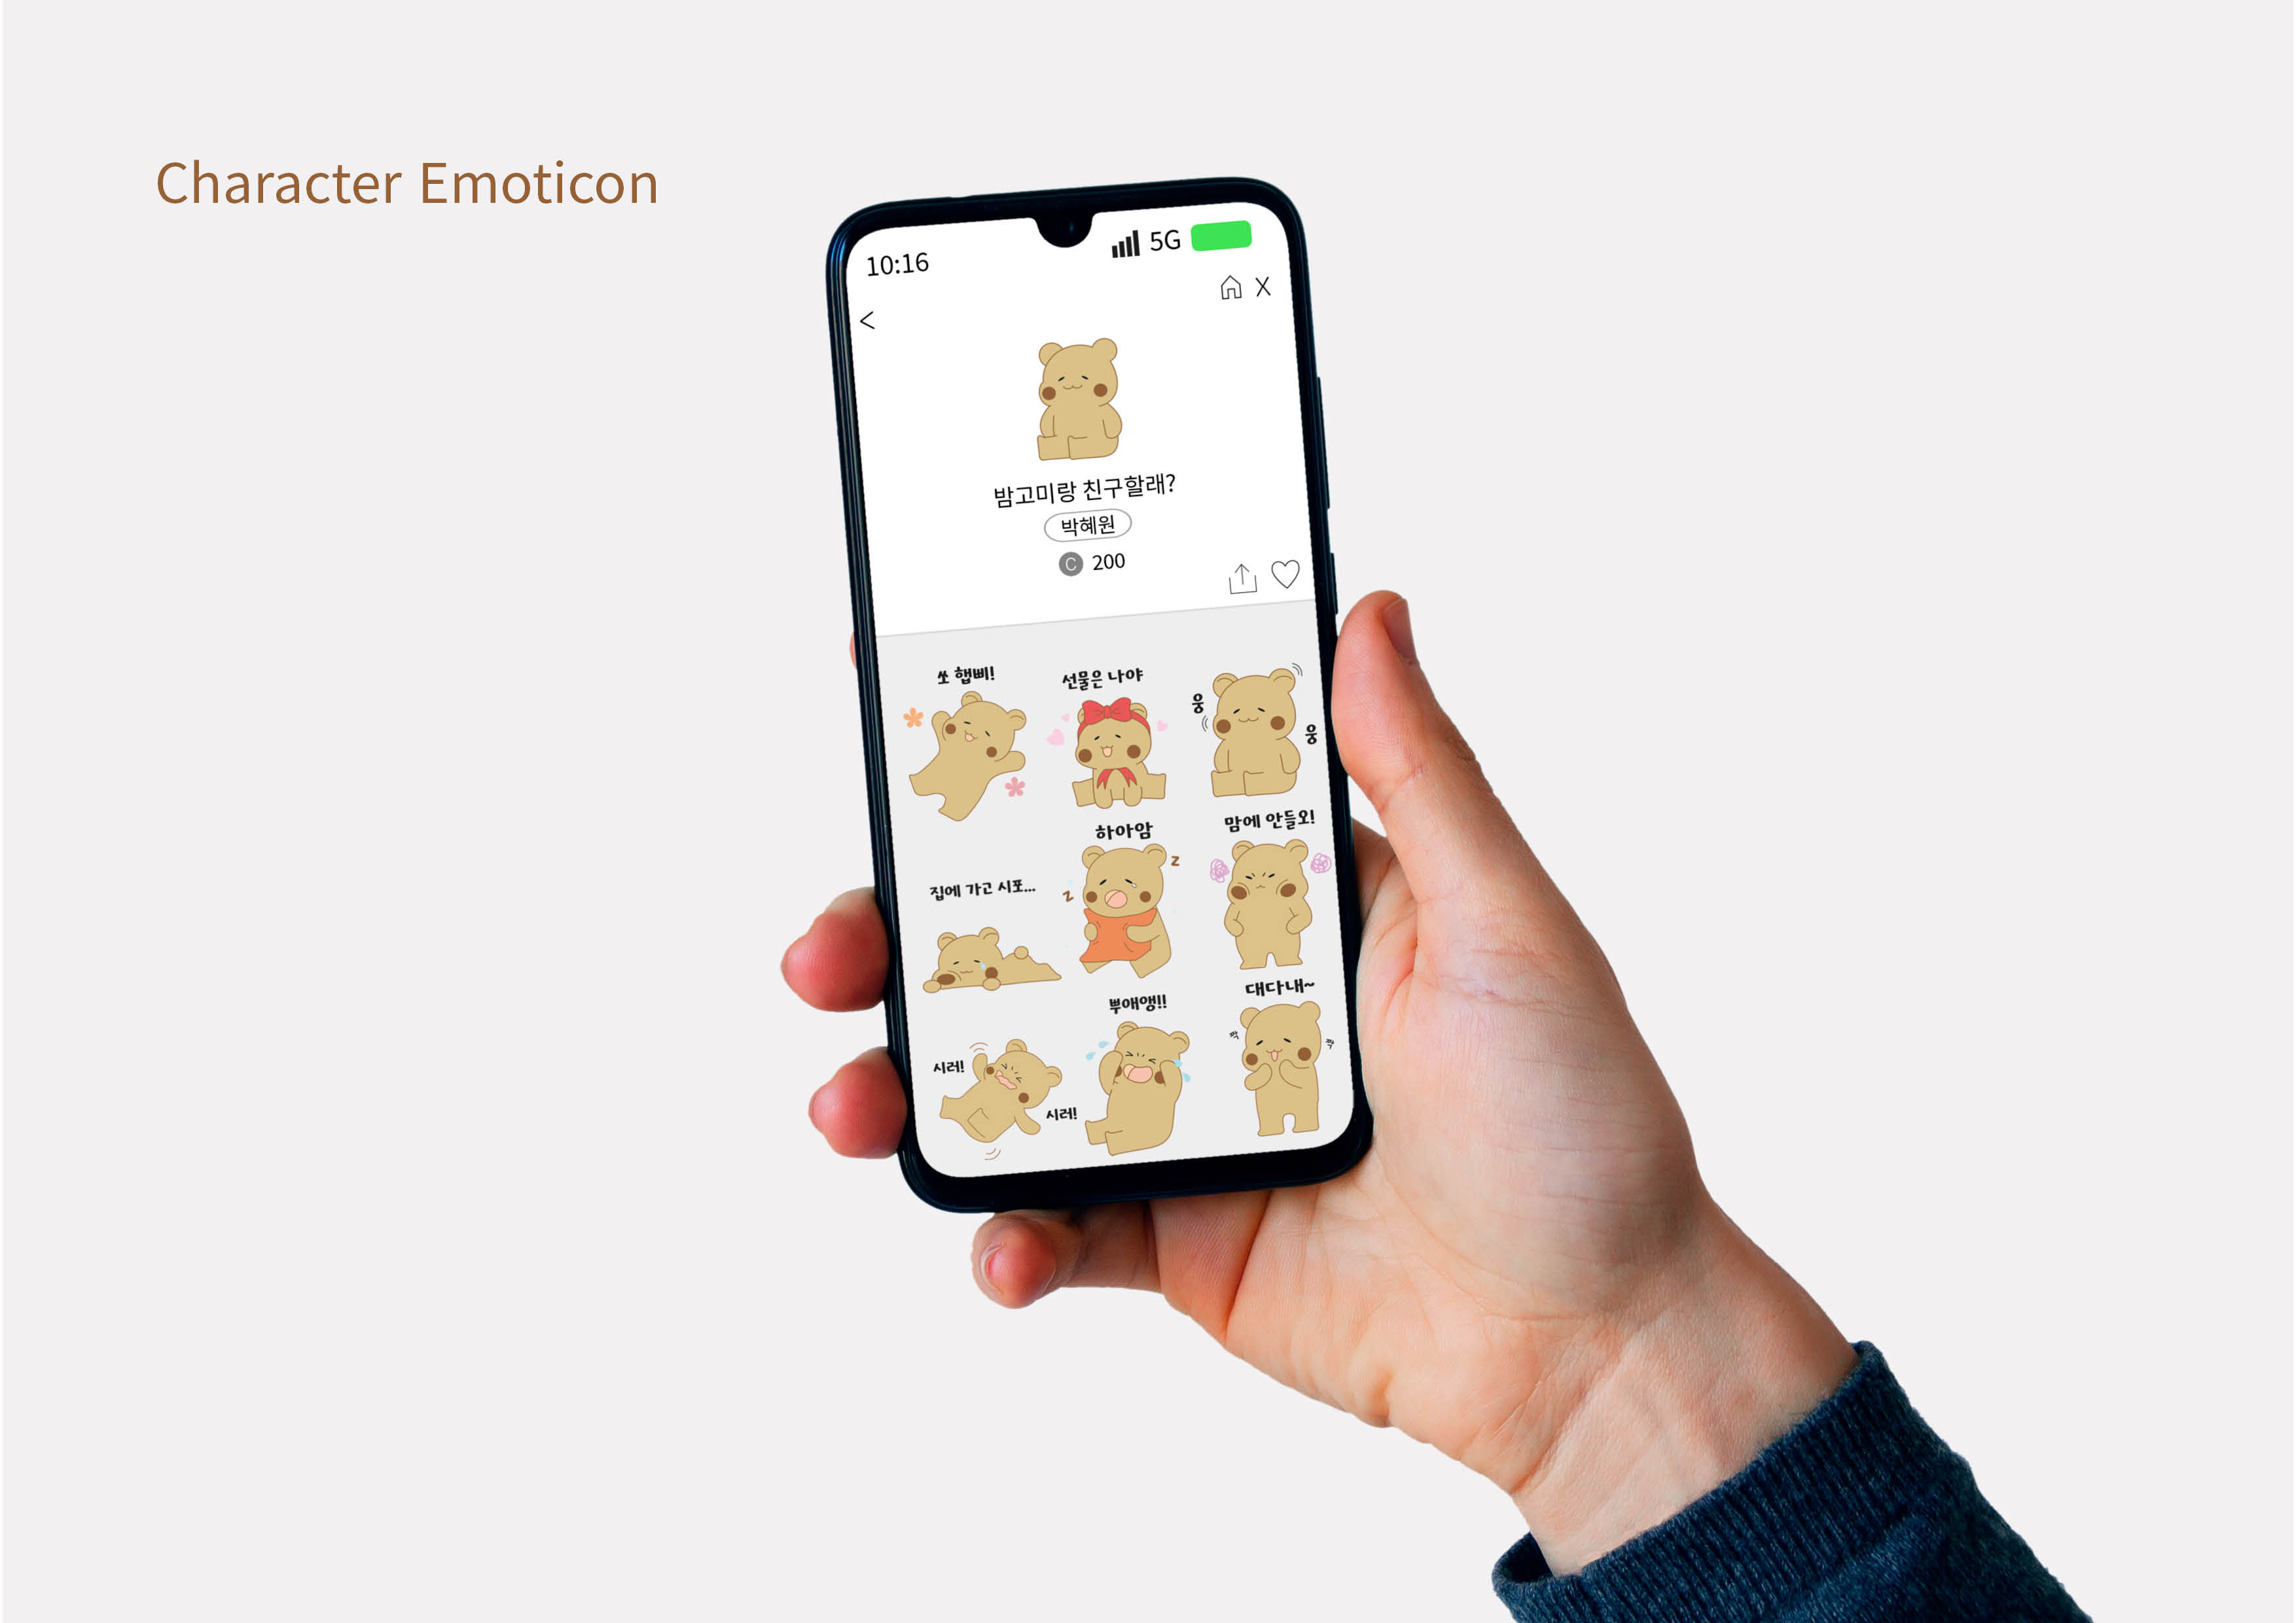 Character Emoticon
10:16
5G
X
<
밤고미랑 친구할래?
박혜원
C 200
쏘 햅삐!
선물은 나야
웅
웅
집에 가고 시포...
하아암
z
z
맘에 안들오!
시러!
시러!
뿌애앵!!
대다내~
짝
짝